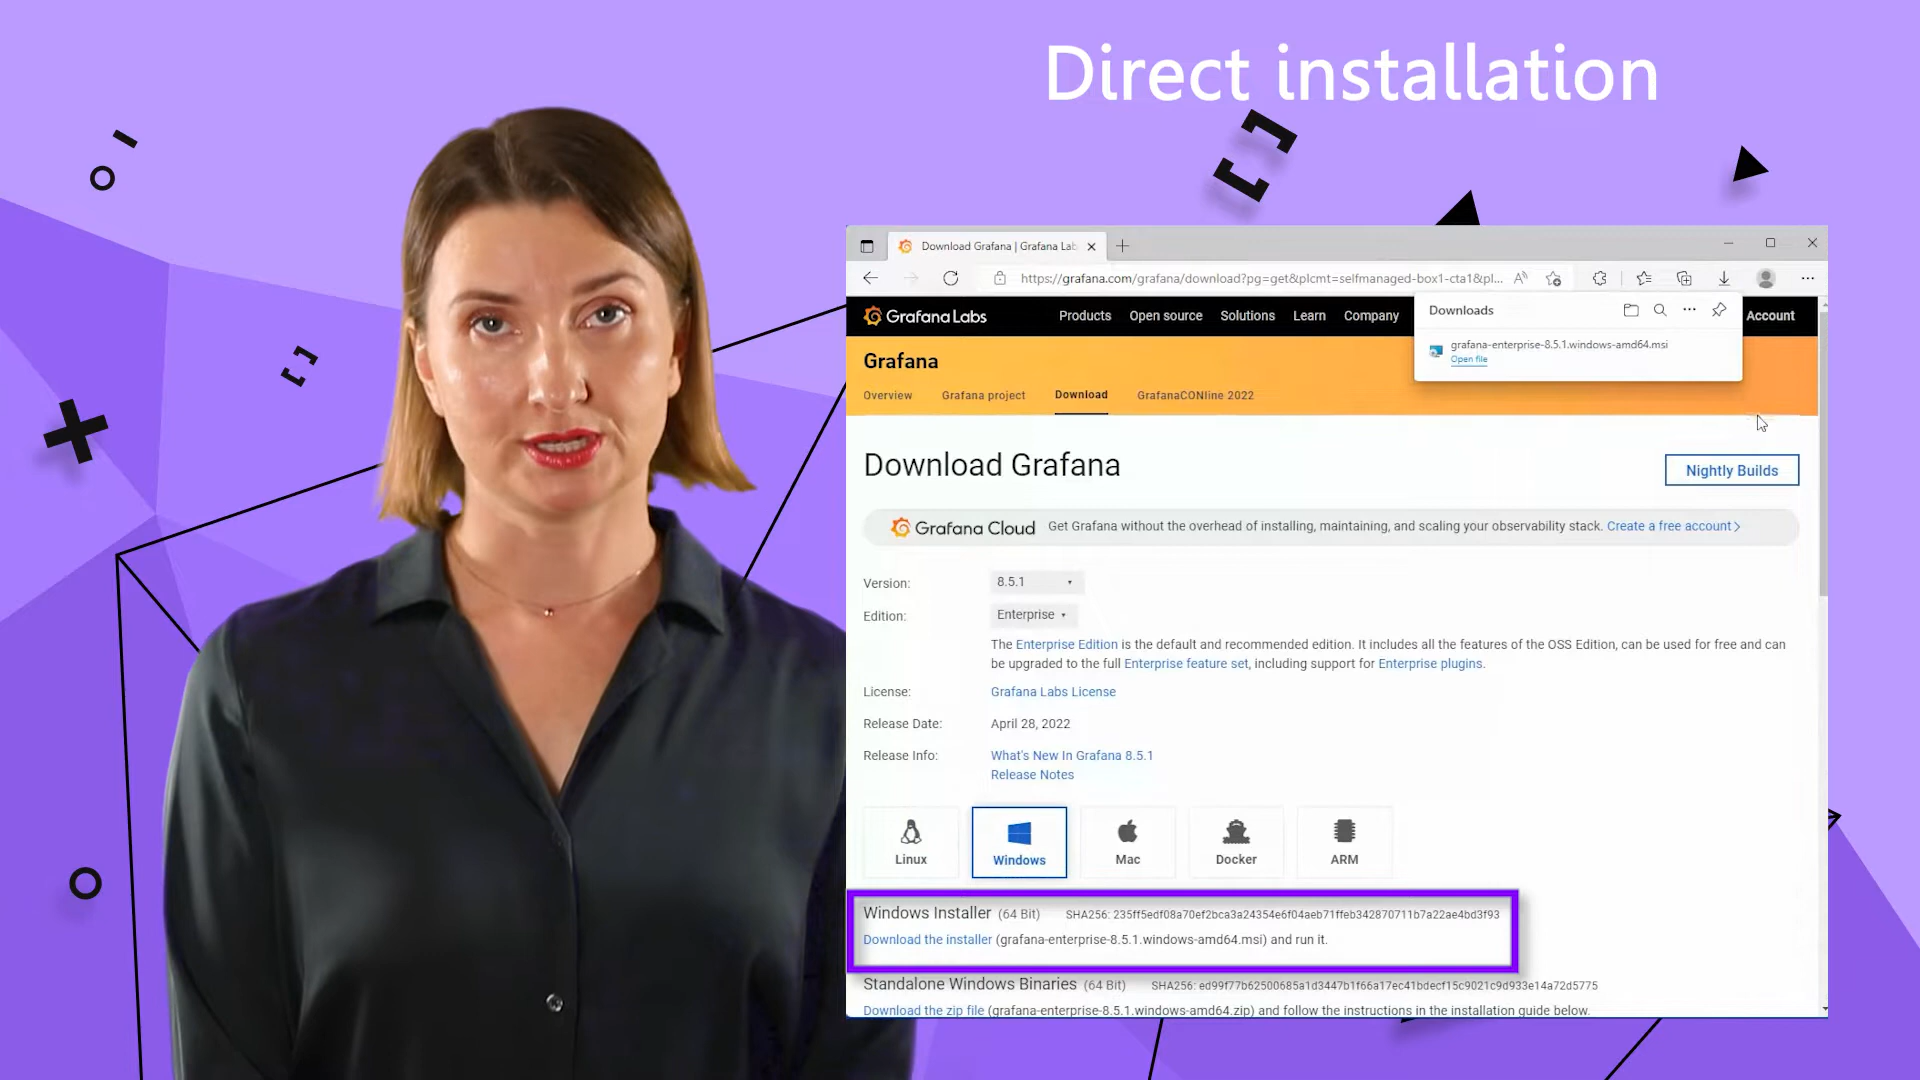 Direct installation
Download Grafana | Grafana Lab
https://grafana.com/grafana/download?pg=get&plcmt=selfmanaged-box1-cta1&pl...
Grafana Labs
Products
Open source
Solutions
Learn
Company
Account
Downloads
grafana-enterprise-8.5.1.windows-amd64.msi
Open file
Grafana
Overview
Grafana project
Download
GrafanaCONline 2022
Download Grafana
Nightly Builds
Grafana Cloud Get Grafana without the overhead of installing, maintaining, and scaling your observability stack. Create a free account
Version: 8.5.1
Edition: Enterprise
The Enterprise Edition is the default and recommended edition. It includes all the features of the OSS Edition, can be used for free and can
be upgraded to the full Enterprise feature set, including support for Enterprise plugins.
License: Grafana Labs License
Release Date: April 28, 2022
Release Info: What's New In Grafana 8.5.1
Release Notes
Linux
Windows
Mac
Docker
ARM
Windows Installer (64 Bit) SHA256: 235ff5edf08a70ef2bca3a24354e6f04aeb71ffeb342870711b7a22ae4bd3f93
Download the installer (grafana-enterprise-8.5.1.windows-amd64.msi) and run it.
Standalone Windows Binaries (64 Bit) SHA256: ed99f77b62500685a1d3447b1f66a17ec41bdecf15c9021c9d933e14a72d5775
Download the zip file (grafana-enterprise-8.5.1.windows-amd64.zip) and follow the instructions in the installation guide below.